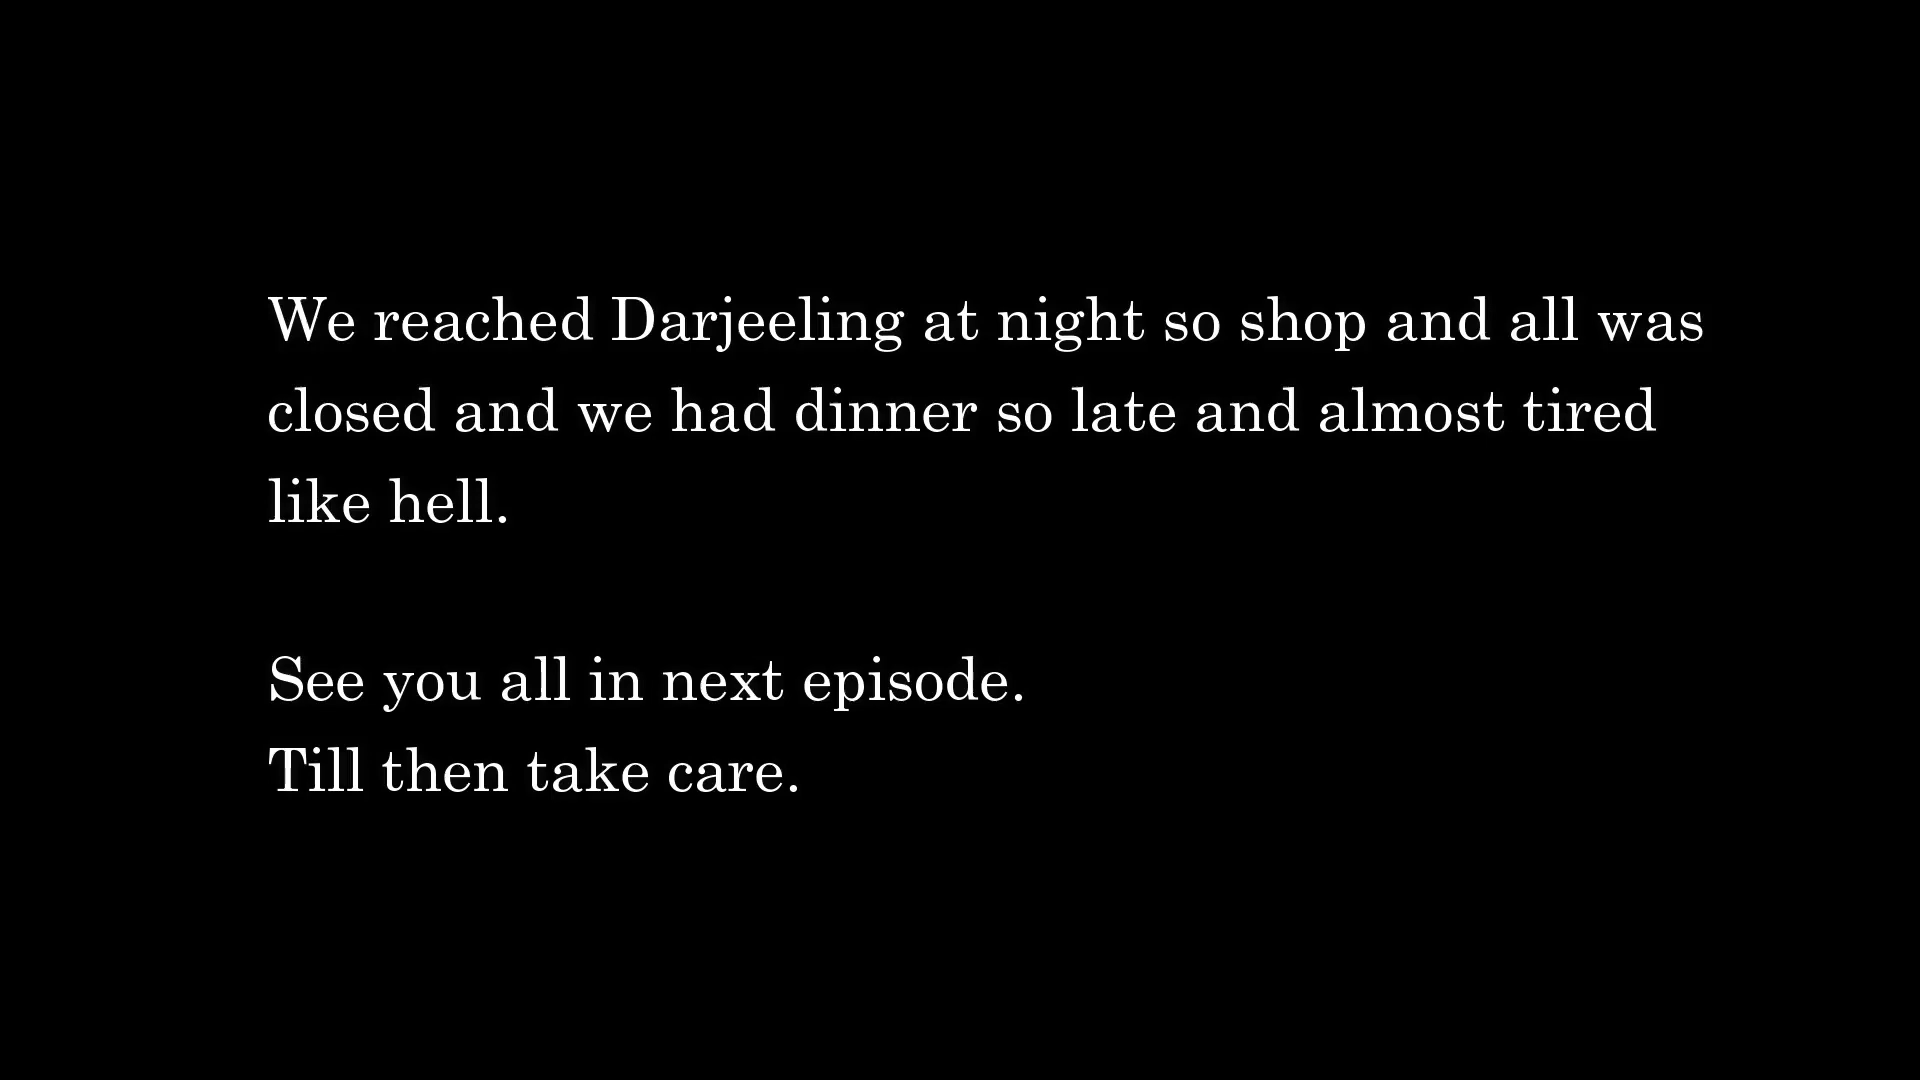 We reached Darjeeling at night so shop and all was
closed and we had dinner so late and almost tired
like hell.
See you all in next episode.
Till then take care.